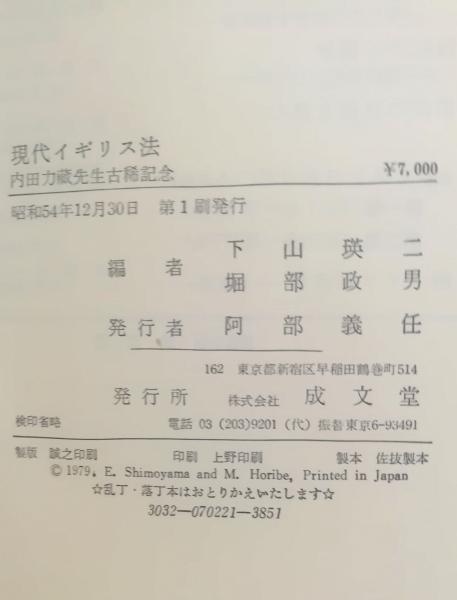 現代イギリス法
内田力蔵先生古稀記念 ¥7,000
昭和54年12月30日 第1刷発行
編者 下山瑛二
堀部政男
発行者 阿部義任
162 東京都新宿区早稲田鶴巻町514
発行所 株式会社 成文堂
検印省略 電話 03 (203)9201 (代) 振替東京6-93491
製版 誠之印刷 印刷 上野印刷 製本 佐抜製本
© 1979. E. Shimoyama and M. Horibe, Printed in Japan
☆乱丁・落丁本はおとりかえいたします☆
3032—070221—3851